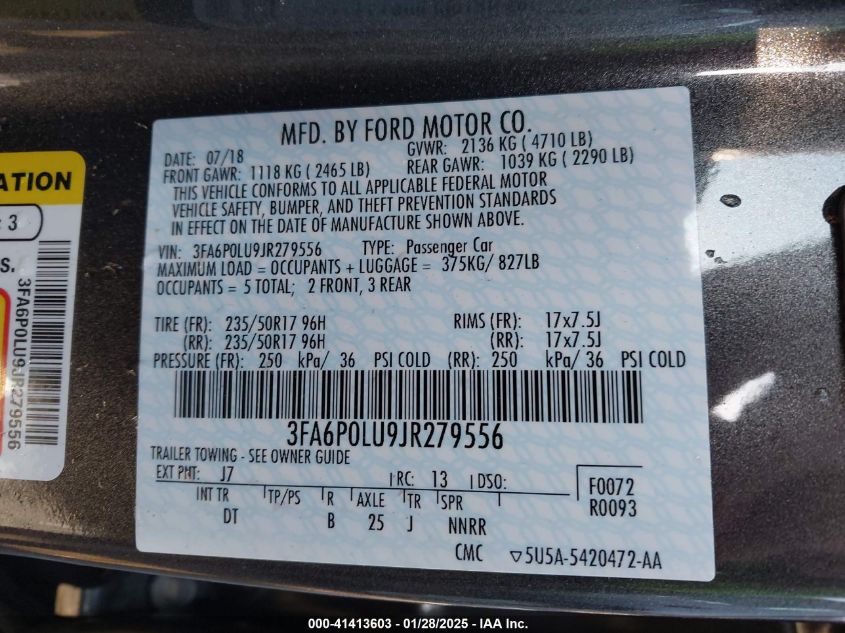 MFD. BY FORD MOTOR CO.
DATE: 07/18 GVWR: 2136 KG ( 4710 LB)
FRONT GAWR: 1118 KG ( 2465 LB) REAR GAWR: 1039 KG ( 2290 LB)
THIS VEHICLE CONFORMS TO ALL APPLICABLE FEDERAL MOTOR
VEHICLE SAFETY, BUMPER, AND THEFT PREVENTION STANDARDS
IN EFFECT ON THE DATE OF MANUFACTURE SHOWN ABOVE.
VIN: 3FA6P0LU9JR279556 TYPE: Passenger Car
MAXIMUM LOAD = OCCUPANTS + LUGGAGE = 375KG/ 827LB
OCCUPANTS = 5 TOTAL; 2 FRONT, 3 REAR
TIRE (FR): 235/50R17 96H RIMS (FR): 17x7.5J
(RR): 235/50R17 96H (RR): 17x7.5J
PRESSURE (FR): 250 kPa/ 36 PSI COLD (RR): 250 kPa/ 36 PSI COLD
3FA6P0LU9JR279556
TRAILER TOWING - SEE OWNER GUIDE
EXT PNT: J7 RC: 13 DSO: F0072
R0093
INT TR TP/PS R AXLE TR SPR
DT B 25 J NNRR
CMC ▽5U5A-5420472-AA
ATION
3
S.
3FA6P0LU9JR279556
000-41413603 - 01/28/2025 - IAA Inc.